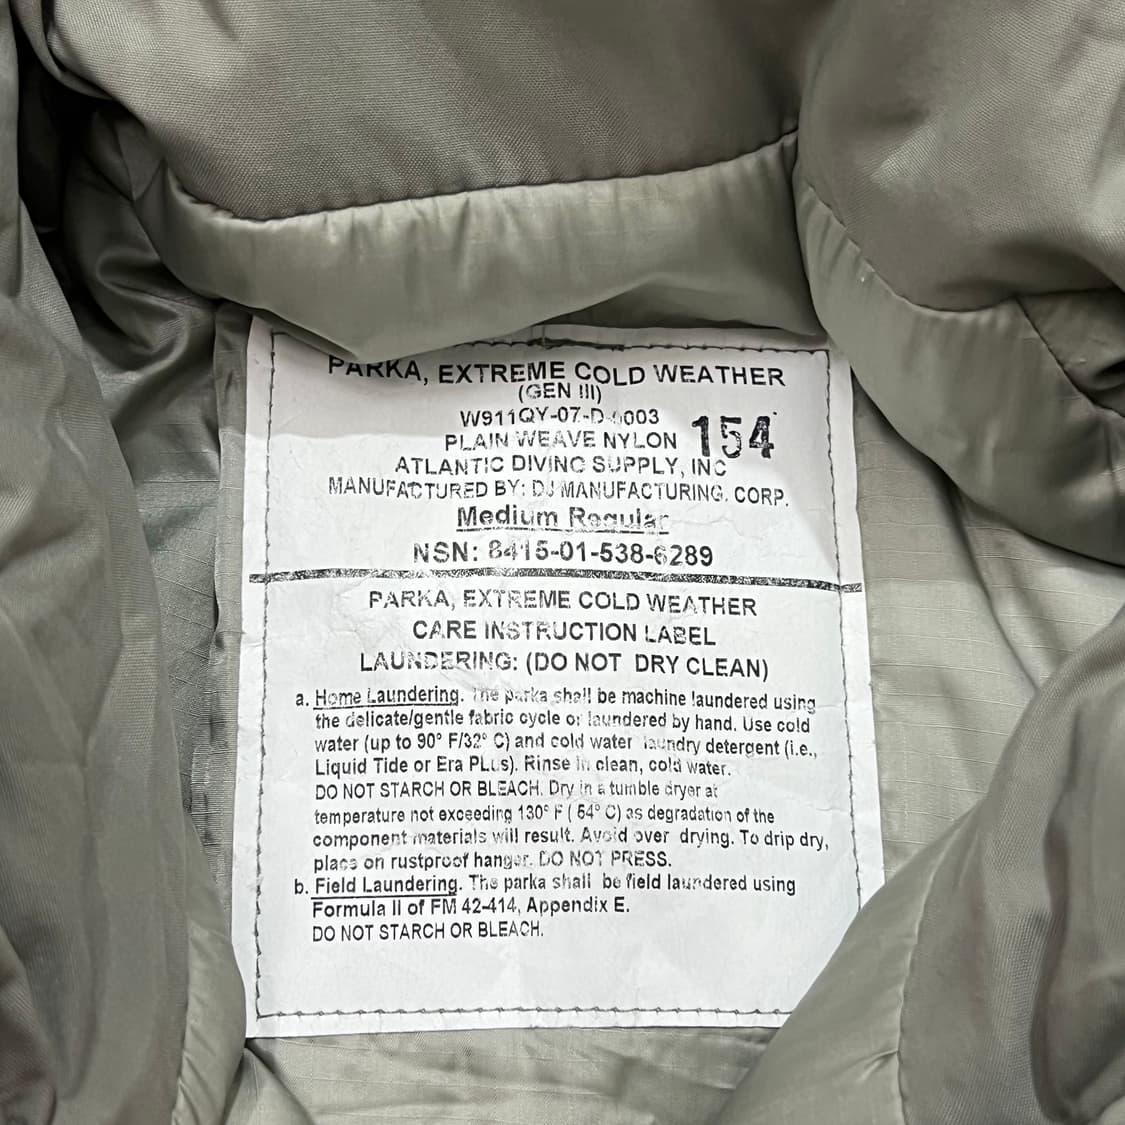 PARKA, EXTREME COLD WEATHER
(GEN III)
W911QY-07-D-0003
154
PLAIN WEAVE NYLON
ATLANTIC DIVING SUPPLY, INC
MANUFACTURED BY: DJ MANUFACTURING. CORP.
Medium Regular
NSN: 8415-01-538-6289
PARKA, EXTREME COLD WEATHER
CARE INSTRUCTION LABEL
LAUNDERING: (DO NOT DRY CLEAN)
a. Home Laundering. The parka shall be machine laundered using
the delicate/gentle fabric cycle or laundered by hand. Use cold
water (up to 90° F/32° C) and cold water laundry detergent (i.e.,
Liquid Tide or Era PLus). Rinse in clean, cold water.
DO NOT STARCH OR BLEACH. Dry in a tumble dryer at
temperature not exceeding 130° F ( 54° C) as degradation of the
component materials will result. Avoid over drying. To drip dry,
place on rustproof hanger. DO NOT PRESS.
b. Field Laundering. The parka shall be field laundered using
Formula II of FM 42-414, Appendix E.
DO NOT STARCH OR BLEACH.